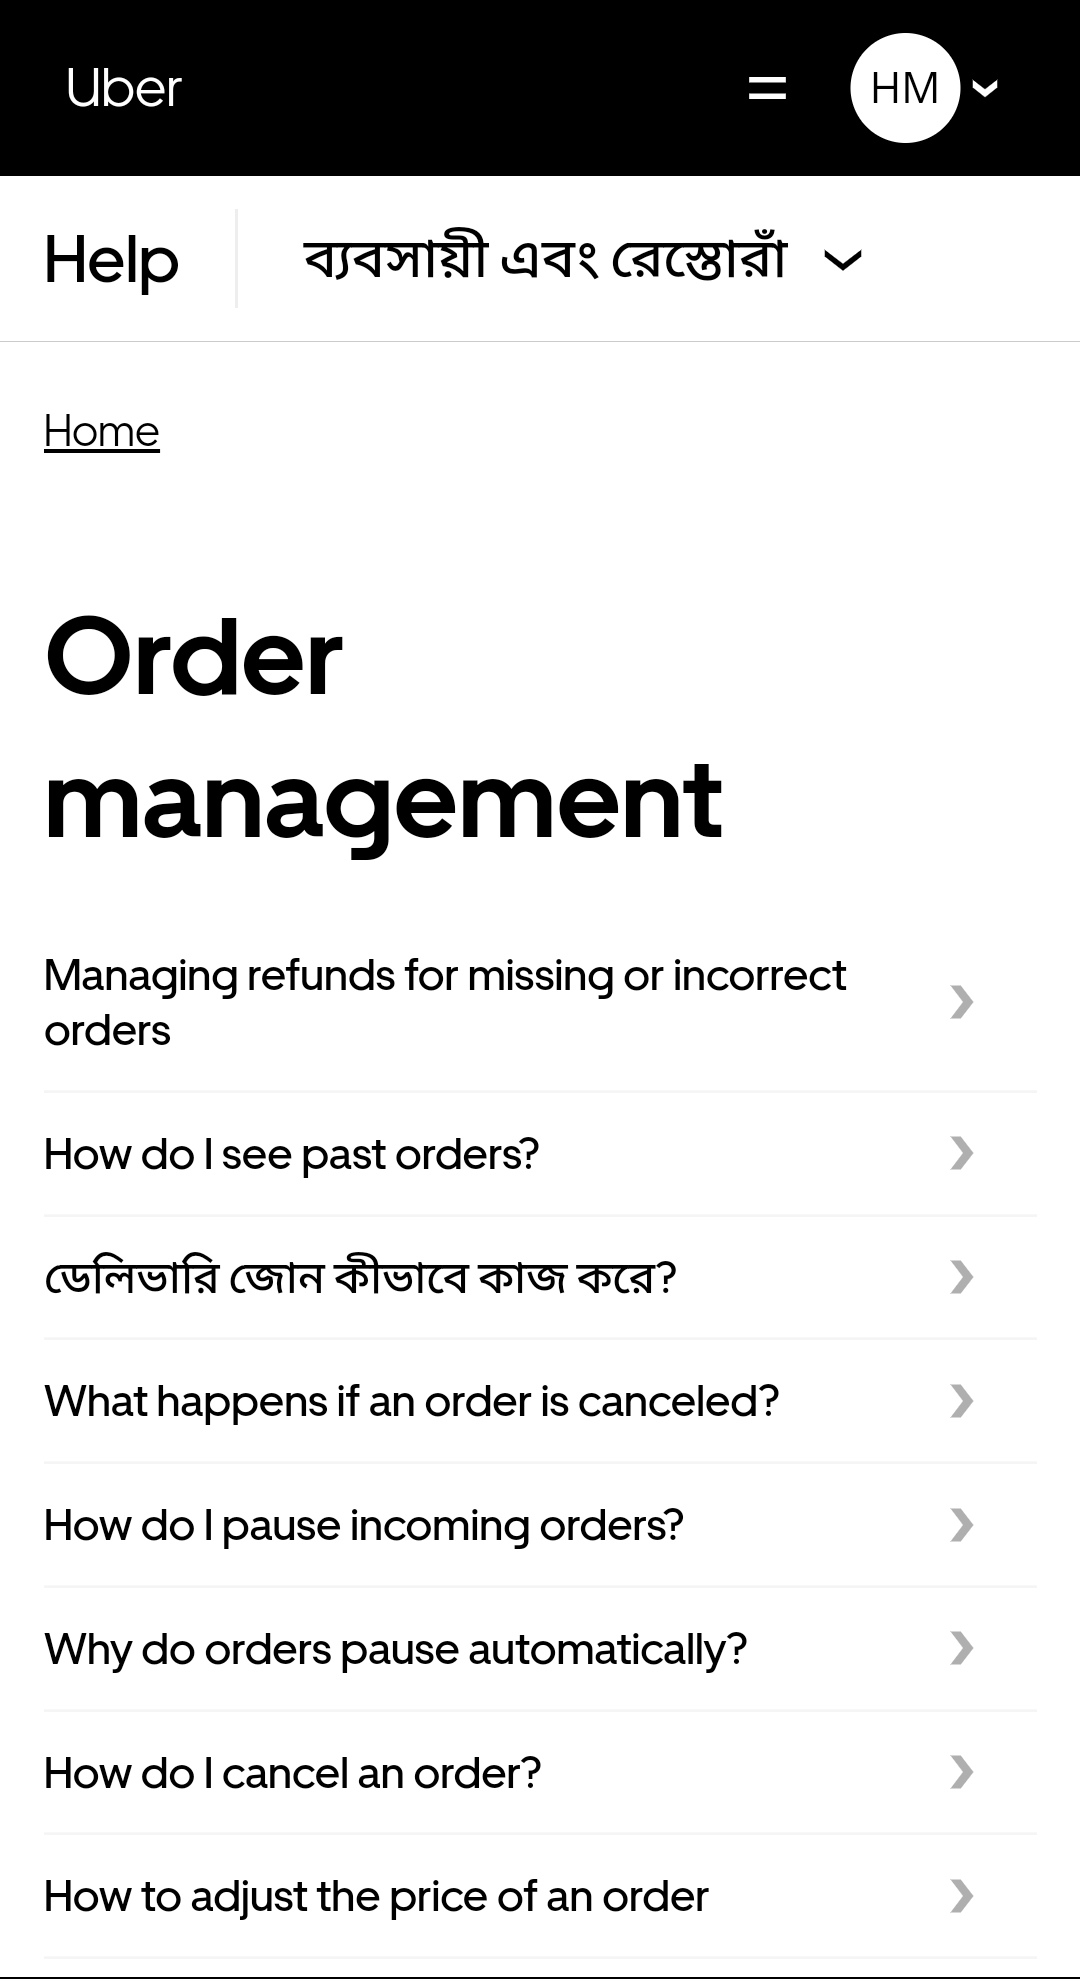 Uber
HM
Help
ব্যবসায়ী এবং রেস্তোরাঁ
Home
Order
management
Managing refunds for missing or incorrect
orders
How do I see past orders?
ডেলিভারি জোন কীভাবে কাজ করে?
What happens if an order is canceled?
How do I pause incoming orders?
Why do orders pause automatically?
How do I cancel an order?
How to adjust the price of an order